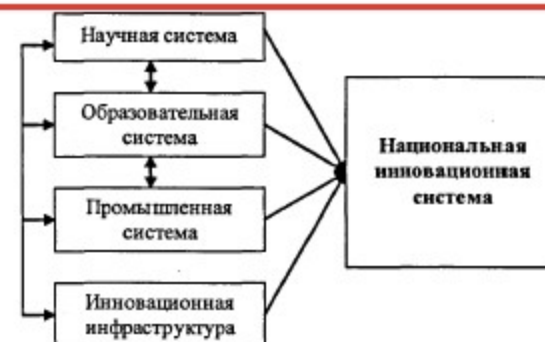 Научная система
Образовательная
система
Промышленная
система
Инновационная
инфраструктура
Национальная
инновационная
система